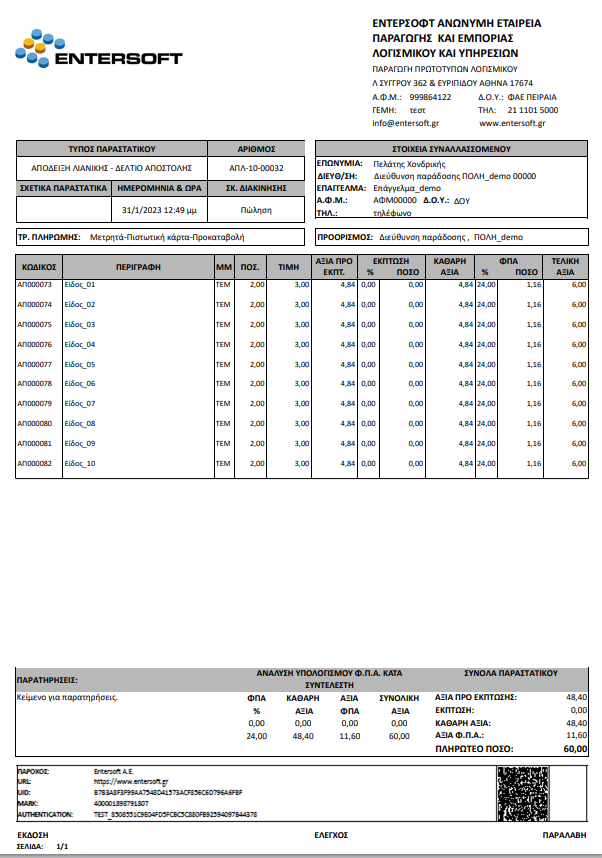 ENTERSOFT
ΕΝΤΕΡΣΟΦΤ ΑΝΩΝΥΜΗ ΕΤΑΙΡΕΙΑ
ΠΑΡΑΓΩΓΗΣ ΚΑΙ ΕΜΠΟΡΙΑΣ
ΛΟΓΙΣΜΙΚΟΥ ΚΑΙ ΥΠΗΡΕΣΙΩΝ
ΠΑΡΑΓΩΓΗ ΠΡΩΤΟΤΥΠΩΝ ΛΟΓΙΣΜΙΚΟΥ
Λ ΣΥΓΓΡΟΥ 362 & ΕΥΡΙΠΙΔΟΥ ΑΘΗΝΑ 17674
Α.Φ.Μ.: 999864122 Δ.Ο.Υ.: ΦΑΕ ΠΕΙΡΑΙΑ
ΓΕΜΗ: τεστ ΤΗΛ: 21 1101 5000
info@entersoft.gr www.entersoft.gr
ΤΥΠΟΣ ΠΑΡΑΣΤΑΤΙΚΟΥ ΑΡΙΘΜΟΣ
ΑΠΟΔΕΙΞΗ ΛΙΑΝΙΚΗΣ - ΔΕΛΤΙΟ ΑΠΟΣΤΟΛΗΣ ΑΠΛ-10-00032
ΣΧΕΤΙΚΑ ΠΑΡΑΣΤΑΤΙΚΑ ΗΜΕΡΟΜΗΝΙΑ & ΩΡΑ ΣΚ. ΔΙΑΚΙΝΗΣΗΣ
31/1/2023 12:49 μμ Πώληση
ΣΤΟΙΧΕΙΑ ΣΥΝΑΛΛΑΣΣΟΜΕΝΟΥ
ΕΠΩΝΥΜΙΑ: Πελάτης Χονδρικής
ΔΙΕΥΘ/ΣΗ: Διεύθυνση παράδοσης ΠΟΛΗ_demo 00000
ΕΠΑΓΓΕΛΜΑ: Επάγγελμα_demo
Α.Φ.Μ.: ΑΦΜ00000 Δ.Ο.Υ.: ΔΟΥ
ΤΗΛ.: τηλέφωνο
ΤΡ. ΠΛΗΡΩΜΗΣ: Μετρητά-Πιστωτική κάρτα-Προκαταβολή
ΠΡΟΟΡΙΣΜΟΣ: Διεύθυνση παράδοσης , ΠΟΛΗ_demo
ΚΩΔΙΚΟΣ ΠΕΡΙΓΡΑΦΗ ΜΜ ΠΟΣ. ΤΙΜΗ ΑΞΙΑ ΠΡΟ ΕΚΠΤ. ΕΚΠΤΩΣΗ % ΠΟΣΟ ΚΑΘΑΡΗ ΑΞΙΑ ΦΠΑ % ΠΟΣΟ ΤΕΛΙΚΗ ΑΞΙΑ
ΑΠ000073 Είδος_01 ΤΕΜ 2,00 3,00 4,84 0,00 0,00 4,84 24,00 1,16 6,00
ΑΠ000074 Είδος_02 ΤΕΜ 2,00 3,00 4,84 0,00 0,00 4,84 24,00 1,16 6,00
ΑΠ000075 Είδος_03 ΤΕΜ 2,00 3,00 4,84 0,00 0,00 4,84 24,00 1,16 6,00
ΑΠ000076 Είδος_04 ΤΕΜ 2,00 3,00 4,84 0,00 0,00 4,84 24,00 1,16 6,00
ΑΠ000077 Είδος_05 ΤΕΜ 2,00 3,00 4,84 0,00 0,00 4,84 24,00 1,16 6,00
ΑΠ000078 Είδος_06 ΤΕΜ 2,00 3,00 4,84 0,00 0,00 4,84 24,00 1,16 6,00
ΑΠ000079 Είδος_07 ΤΕΜ 2,00 3,00 4,84 0,00 0,00 4,84 24,00 1,16 6,00
ΑΠ000080 Είδος_08 ΤΕΜ 2,00 3,00 4,84 0,00 0,00 4,84 24,00 1,16 6,00
ΑΠ000081 Είδος_09 ΤΕΜ 2,00 3,00 4,84 0,00 0,00 4,84 24,00 1,16 6,00
ΑΠ000082 Είδος_10 ΤΕΜ 2,00 3,00 4,84 0,00 0,00 4,84 24,00 1,16 6,00
ΠΑΡΑΤΗΡΗΣΕΙΣ:
Κείμενο για παρατηρήσεις.
ΑΝΑΛΥΣΗ ΥΠΟΛΟΓΙΣΜΟΥ Φ.Π.Α. ΚΑΤΑ
ΣΥΝΤΕΛΕΣΤΗ
ΦΠΑ ΚΑΘΑΡΗ ΑΞΙΑ ΣΥΝΟΛΙΚΗ
% ΑΞΙΑ ΦΠΑ ΑΞΙΑ
0,00 0,00 0,00 0,00
24,00 48,40 11,60 60,00
ΣΥΝΟΛΑ ΠΑΡΑΣΤΑΤΙΚΟΥ
ΑΞΙΑ ΠΡΟ ΕΚΠΤΩΣΗΣ: 48,40
ΕΚΠΤΩΣΗ: 0,00
ΚΑΘΑΡΗ ΑΞΙΑ: 48,40
ΑΞΙΑ Φ.Π.Α.: 11,60
ΠΛΗΡΩΤΕΟ ΠΟΣΟ: 60,00
ΠΑΡΟΧΟΣ: Entersoft A.E.
URL: https://www.entersoft.gr
UID: B7B3A8F3F99AA7548D41573ACF856C6D796A6FBF
MARK: 400001898791807
AUTHENTICATION: TEST_8508551C9E04FD5FCBC5C880FB92594097B44378
ΕΚΔΟΣΗ ΕΛΕΓΧΟΣ ΠΑΡΑΛΑΒΗ
ΣΕΛΙΔΑ: 1/1